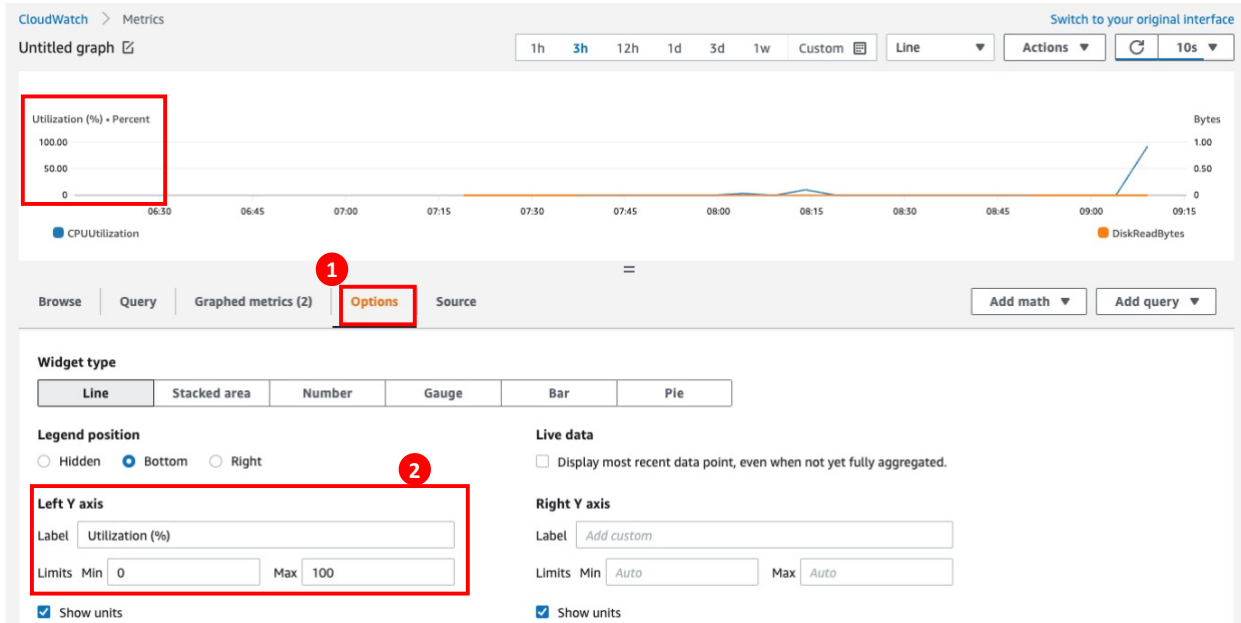 CloudWatch > Metrics
Switch to your original interface
Untitled graph
1h 3h 12h 1d 3d 1w Custom
Line
Actions
10s
Utilization (%) • Percent
Bytes
100.00
1.00
50.00
0.50
0
0
06:30 06:45 07:00 07:15 07:30 07:45 08:00 08:15 08:30 08:45 09:00 09:15
CPUUtilization
DiskReadBytes
1
=
Browse Query Graphed metrics (2) Options Source
Add math
Add query
Widget type
Line Stacked area Number Gauge Bar Pie
Legend position
Hidden Bottom Right
2
Live data
Display most recent data point, even when not yet fully aggregated.
Left Y axis
Label Utilization (%)
Limits Min 0 Max 100
Show units
Right Y axis
Label Add custom
Limits Min Auto Max Auto
Show units